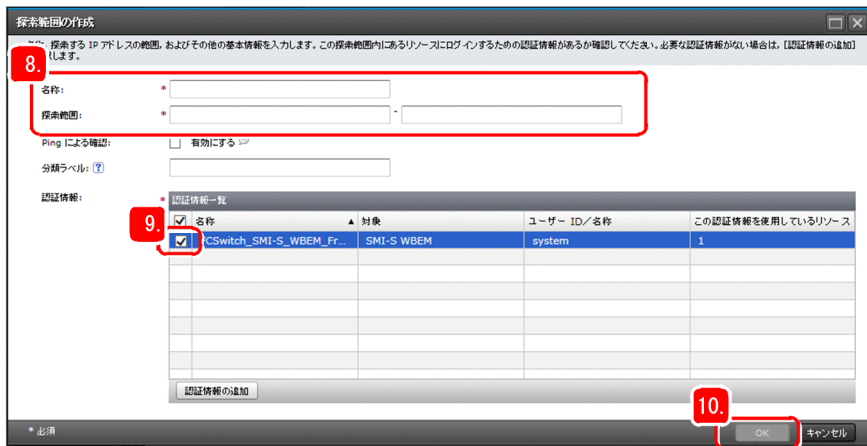 探索範囲の作成
探索する IP アドレスの範囲, およびその他の基本情報を入力します。この探索範囲内にあるリソースにログインするための認証情報があるか確認してください。必要な認証情報がない場合は, [認証情報の追加]
します。
8.
名称: *
探索範囲: * -
Ping による確認: 有効にする
分類ラベル: ?
認証情報: * 認証情報一覧
名称 ▲ 対象 ユーザー ID/名称 この認証情報を使用しているリソース
9.
CSwitch_SMI-S_WBEM_Fr... SMI-S WBEM system 1
認証情報の追加
10.
* 必須 OK キャンセル